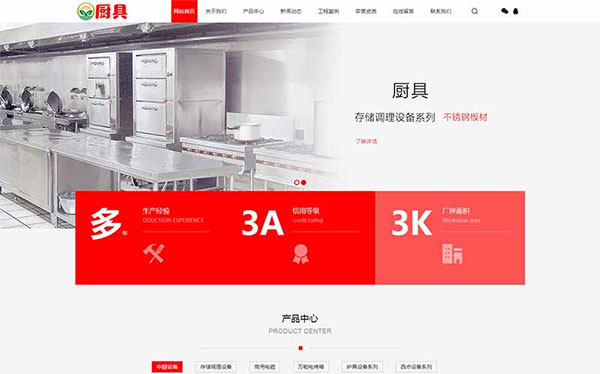 厨具
网站首页 关于我们 产品中心 新闻动态 工程案例 荣誉资质 在线留言 联系我们
厨具
存储调理设备系列 不锈钢板材
了解详情
多年 生产经验
ODUCTION EXPERIENCE
3A 信用等级
credit rating
3K 厂房面积
Workshop area
产品中心
PRODUCT CENTER
中厨设备 存储调理设备 常用电器 万能电烤箱 炉具设备系列 西点设备系列